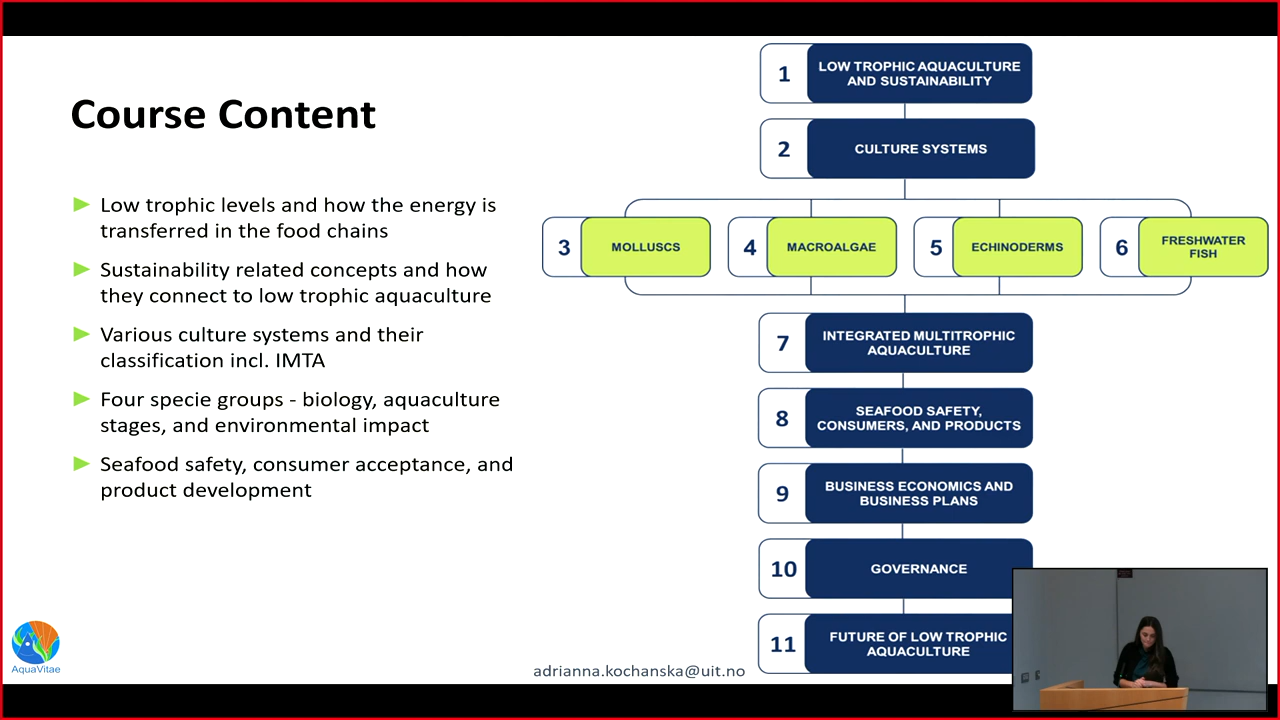 Course Content
Low trophic levels and how the energy is
transferred in the food chains
Sustainability related concepts and how
they connect to low trophic aquaculture
Various culture systems and their
classification incl. IMTA
Four specie groups - biology, aquaculture
stages, and environmental impact
Seafood safety, consumer acceptance, and
product development
1
LOW TROPHIC AQUACULTURE
AND SUSTAINABILITY
2
CULTURE SYSTEMS
3
MOLLUSCS
4
MACROALGAE
5
ECHINODERMS
6
FRESHWATER
FISH
7
INTEGRATED MULTITROPHIC
AQUACULTURE
8
SEAFOOD SAFETY,
CONSUMERS, AND PRODUCTS
9
BUSINESS ECONOMICS AND
BUSINESS PLANS
10
GOVERNANCE
11
FUTURE OF LOW TROPHIC
AQUACULTURE
AquaVitae
adrianna.kochanska@uit.no